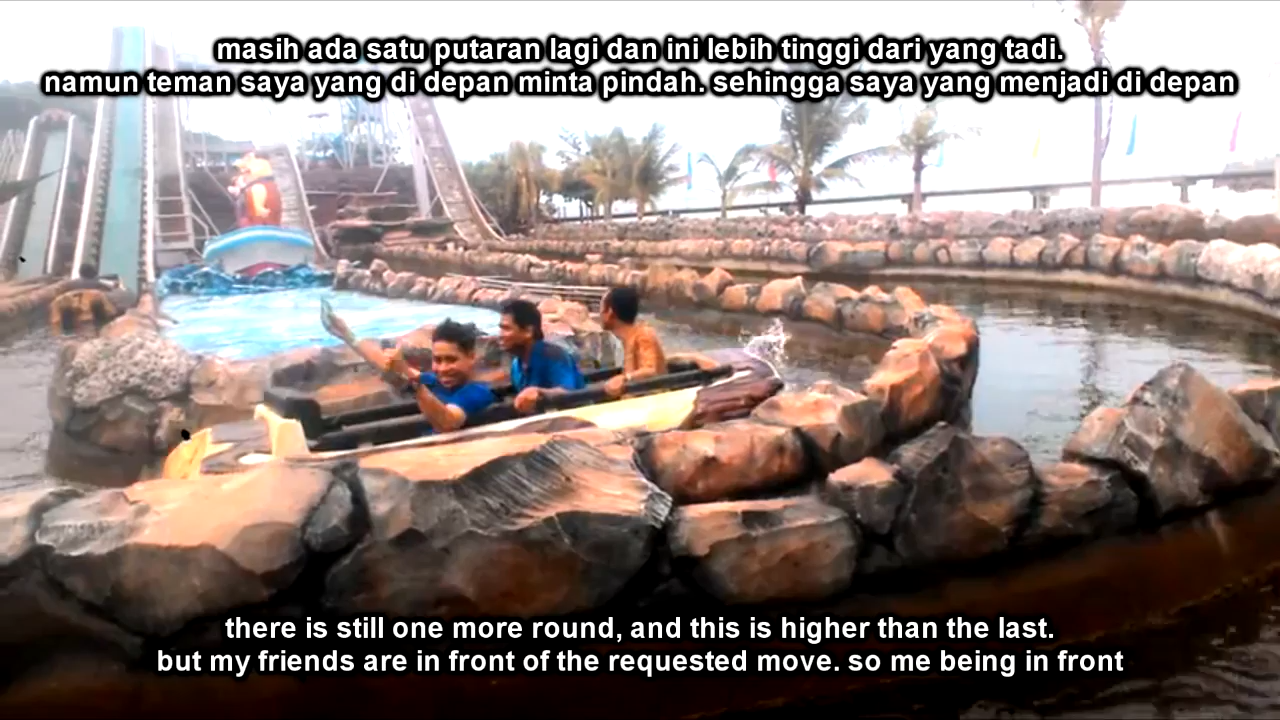 masih ada satu putaran lagi dan ini lebih tinggi dari yang tadi.
namun teman saya yang di depan minta pindah. sehingga saya yang menjadi di depan
there is still one more round, and this is higher than the last.
but my friends are in front of the requested move. so me being in front